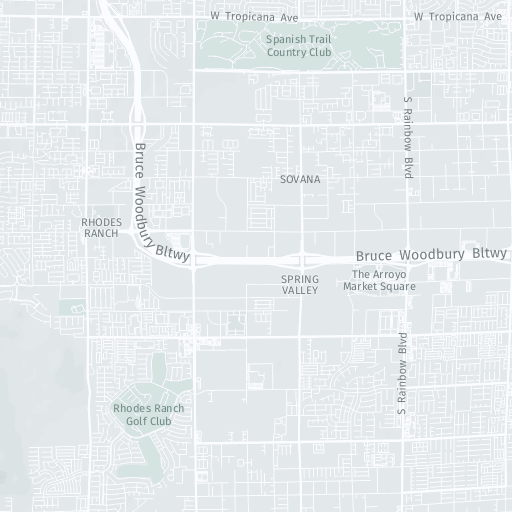 W Tropicana Ave
W Tropicana Ave
Spanish Trail
Country Club
S Rainbow Blvd
SOVANA
Bruce Woodbury Bltwy
RHODES
RANCH
Bruce Woodbury Bltwy
SPRING
VALLEY
The Arroyo
Market Square
S Rainbow Blvd
Rhodes Ranch
Golf Club